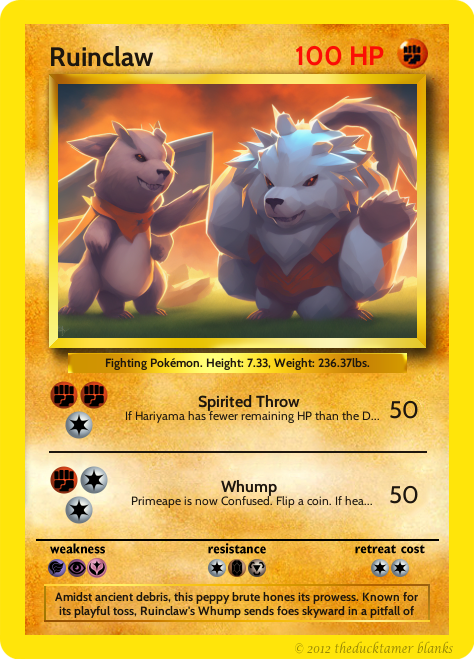 Ruinclaw
100 HP
Fighting Pokémon. Height: 7.33, Weight: 236.37lbs.
Spirited Throw
If Hariyama has fewer remaining HP than the D...
50
Whump
Primeape is now Confused. Flip a coin. If hea...
50
weakness
resistance
retreat cost
Amidst ancient debris, this peppy brute hones its prowess. Known for
its playful toss, Ruinclaw's Whump sends foes skyward in a pitfall of
© 2012 theducktamer blanks